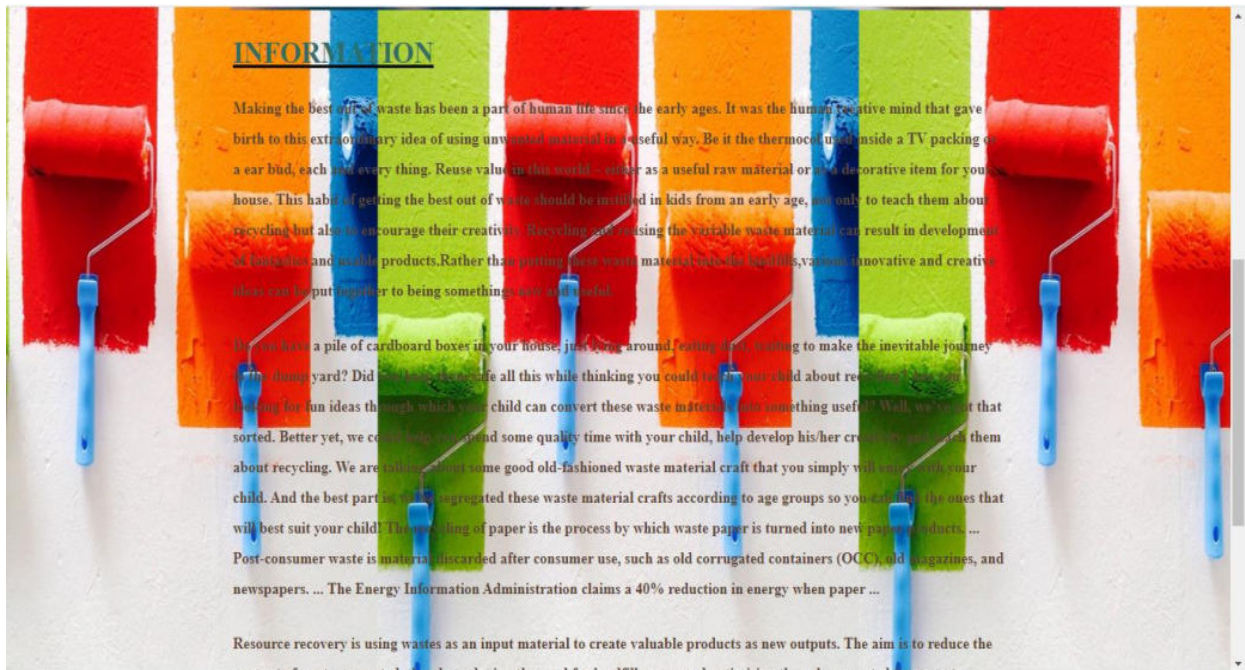 INFORMATION
Making the best out of waste has been a part of human life since the early ages. It was the human creative mind that gave
birth to this extraordinary idea of using unwanted material in a useful way. Be it the thermocol used inside a TV packing or
a ear bud, each and every thing. Reuse value in this world – either as a useful raw material or as a decorative item for your
house. This habit of getting the best out of waste should be instilled in kids from an early age, not only to teach them about
recycling but also to encourage their creativity. Recycling and reusing the variable waste material can result in development
of fantastics and usable products,Rather than putting these waste material into the landfills,various innovative and creative
ideas can be put together to being somethings new and useful.
Do you have a pile of cardboard boxes in your house, just lying around, eating dust, waiting to make the inevitable journey
to the dump yard? Did you keep them safe all this while thinking you could teach your child about recycling?
looking for fun ideas through which your child can convert these waste materials into something useful? Well, we've got that
sorted. Better yet, we could help you spend some quality time with your child, help develop his/her creativity and teach them
about recycling. We are talking about some good old-fashioned waste material craft that you simply will enjoy with your
child. And the best part is, segregated these waste material crafts according to age groups so you can the ones that
will best suit your child! The recycling of paper is the process by which waste paper is turned into new paper products. ...
Post-consumer waste is material discarded after consumer use, such as old corrugated containers (OCC), old magazines, and
newspapers. ... The Energy Information Administration claims a 40% reduction in energy when paper ...
Resource recovery is using wastes as an input material to create valuable products as new outputs. The aim is to reduce the